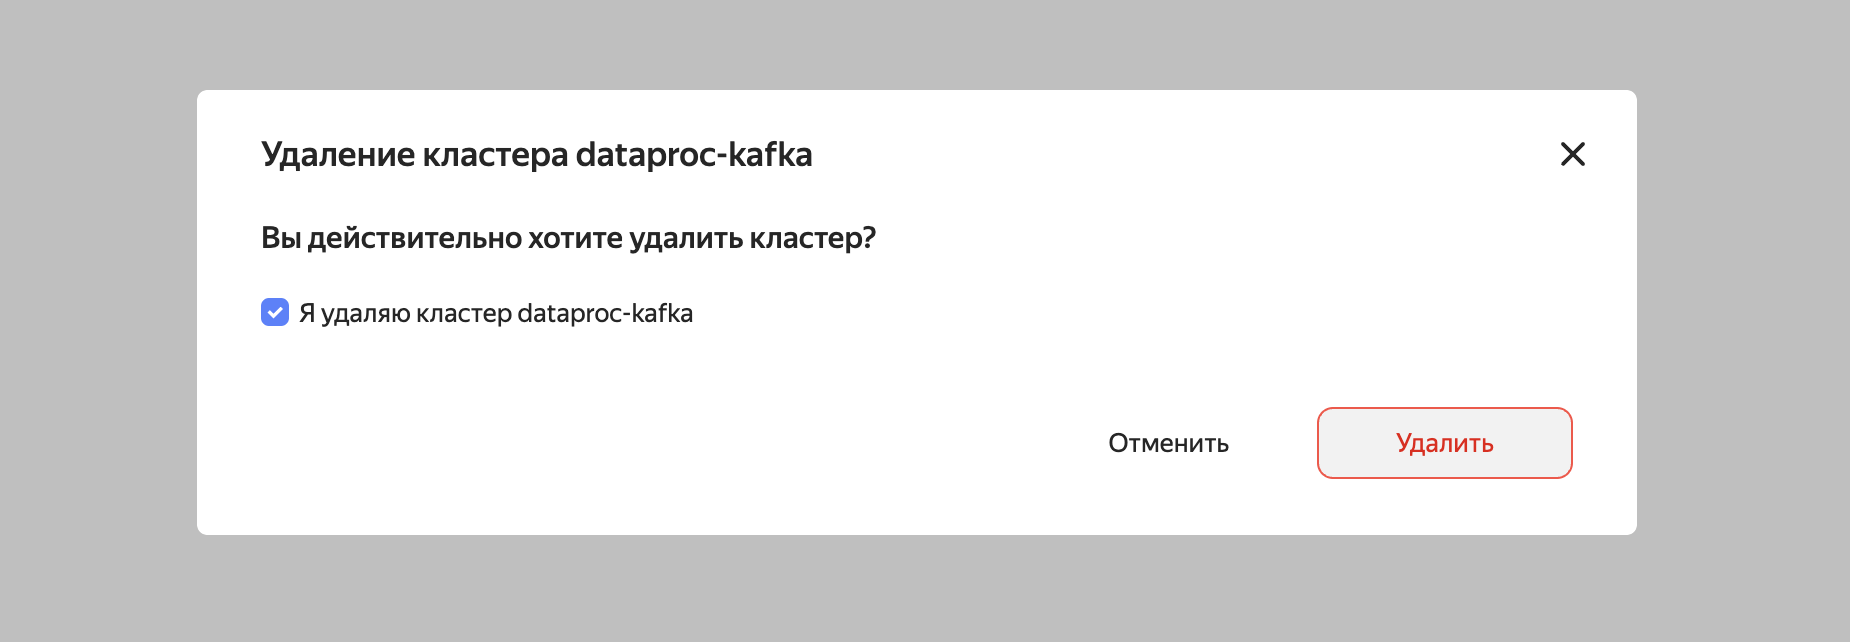 Удаление кластера dataproc-kafka
Вы действительно хотите удалить кластер?
Я удаляю кластер dataproc-kafka
Отменить
Удалить